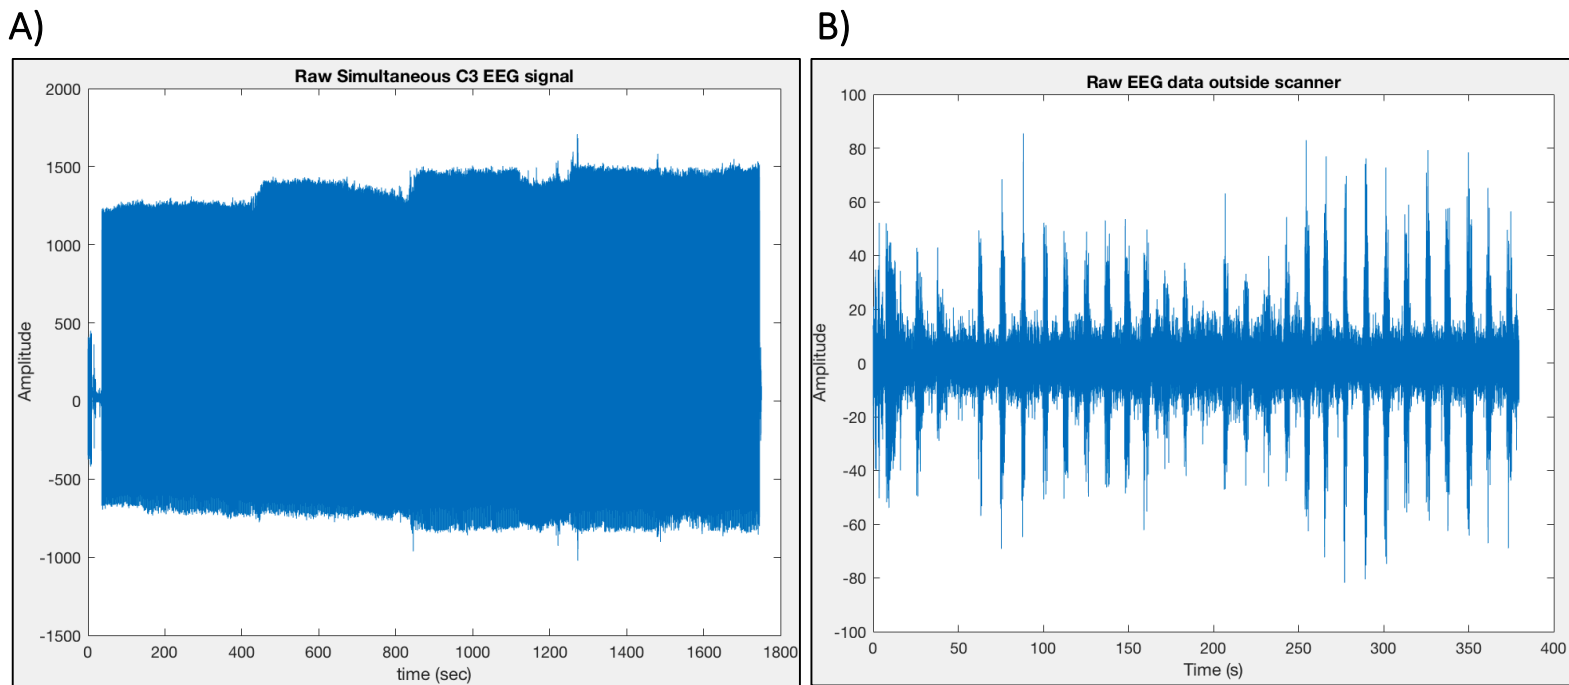 A)
B)
Raw Simultaneous C3 EEG signal
2000
1500
1000
500
0
-500
-1000
-1500
Amplitude
0 200 400 600 800 1000 1200 1400 1600 1800
time (sec)
Raw EEG data outside scanner
100
80
60
40
20
0
-20
-40
-60
-80
-100
Amplitude
0 50 100 150 200 250 300 350 400
Time (s)